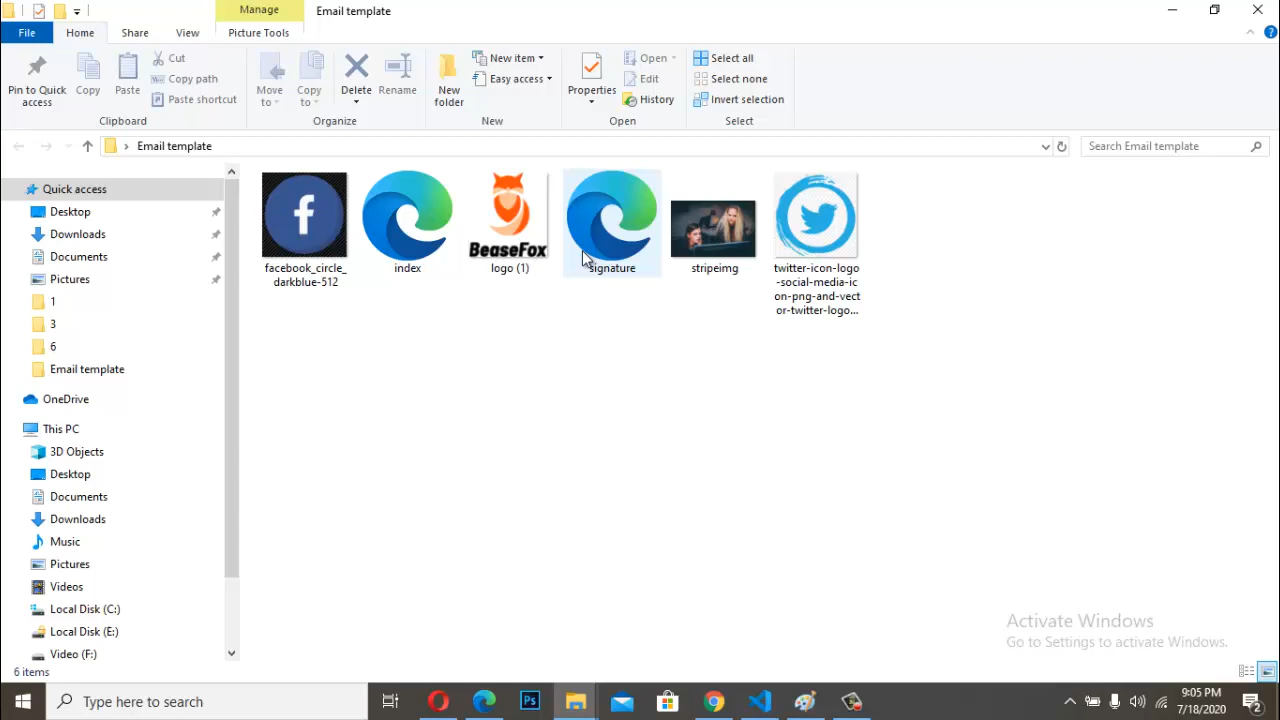 Manage
Email template
File
Home
Share
View
Picture Tools
Pin to Quick
access
Copy
Paste
Cut
Copy path
Paste shortcut
Clipboard
Move
to
Copy
to
Delete
Rename
Organize
New
folder
New item
Easy access
New
Properties
Open
Edit
History
Open
Select all
Select none
Invert selection
Select
Email template
Search Email template
Quick access
Desktop
Downloads
Documents
Pictures
1
3
6
Email template
OneDrive
This PC
3D Objects
Desktop
Documents
Downloads
Music
Pictures
Videos
Local Disk (C:)
Local Disk (E:)
Video (F:)
facebook_circle_
darkblue-512
index
BeaseFox
logo (1)
signature
stripeimg
twitter-icon-logo
-social-media-ic
on-png-and-vect
or-twitter-logo...
Activate Windows
Go to Settings to activate Windows.
6 items
Type here to search
Ps
9:05 PM
7/18/2020
2